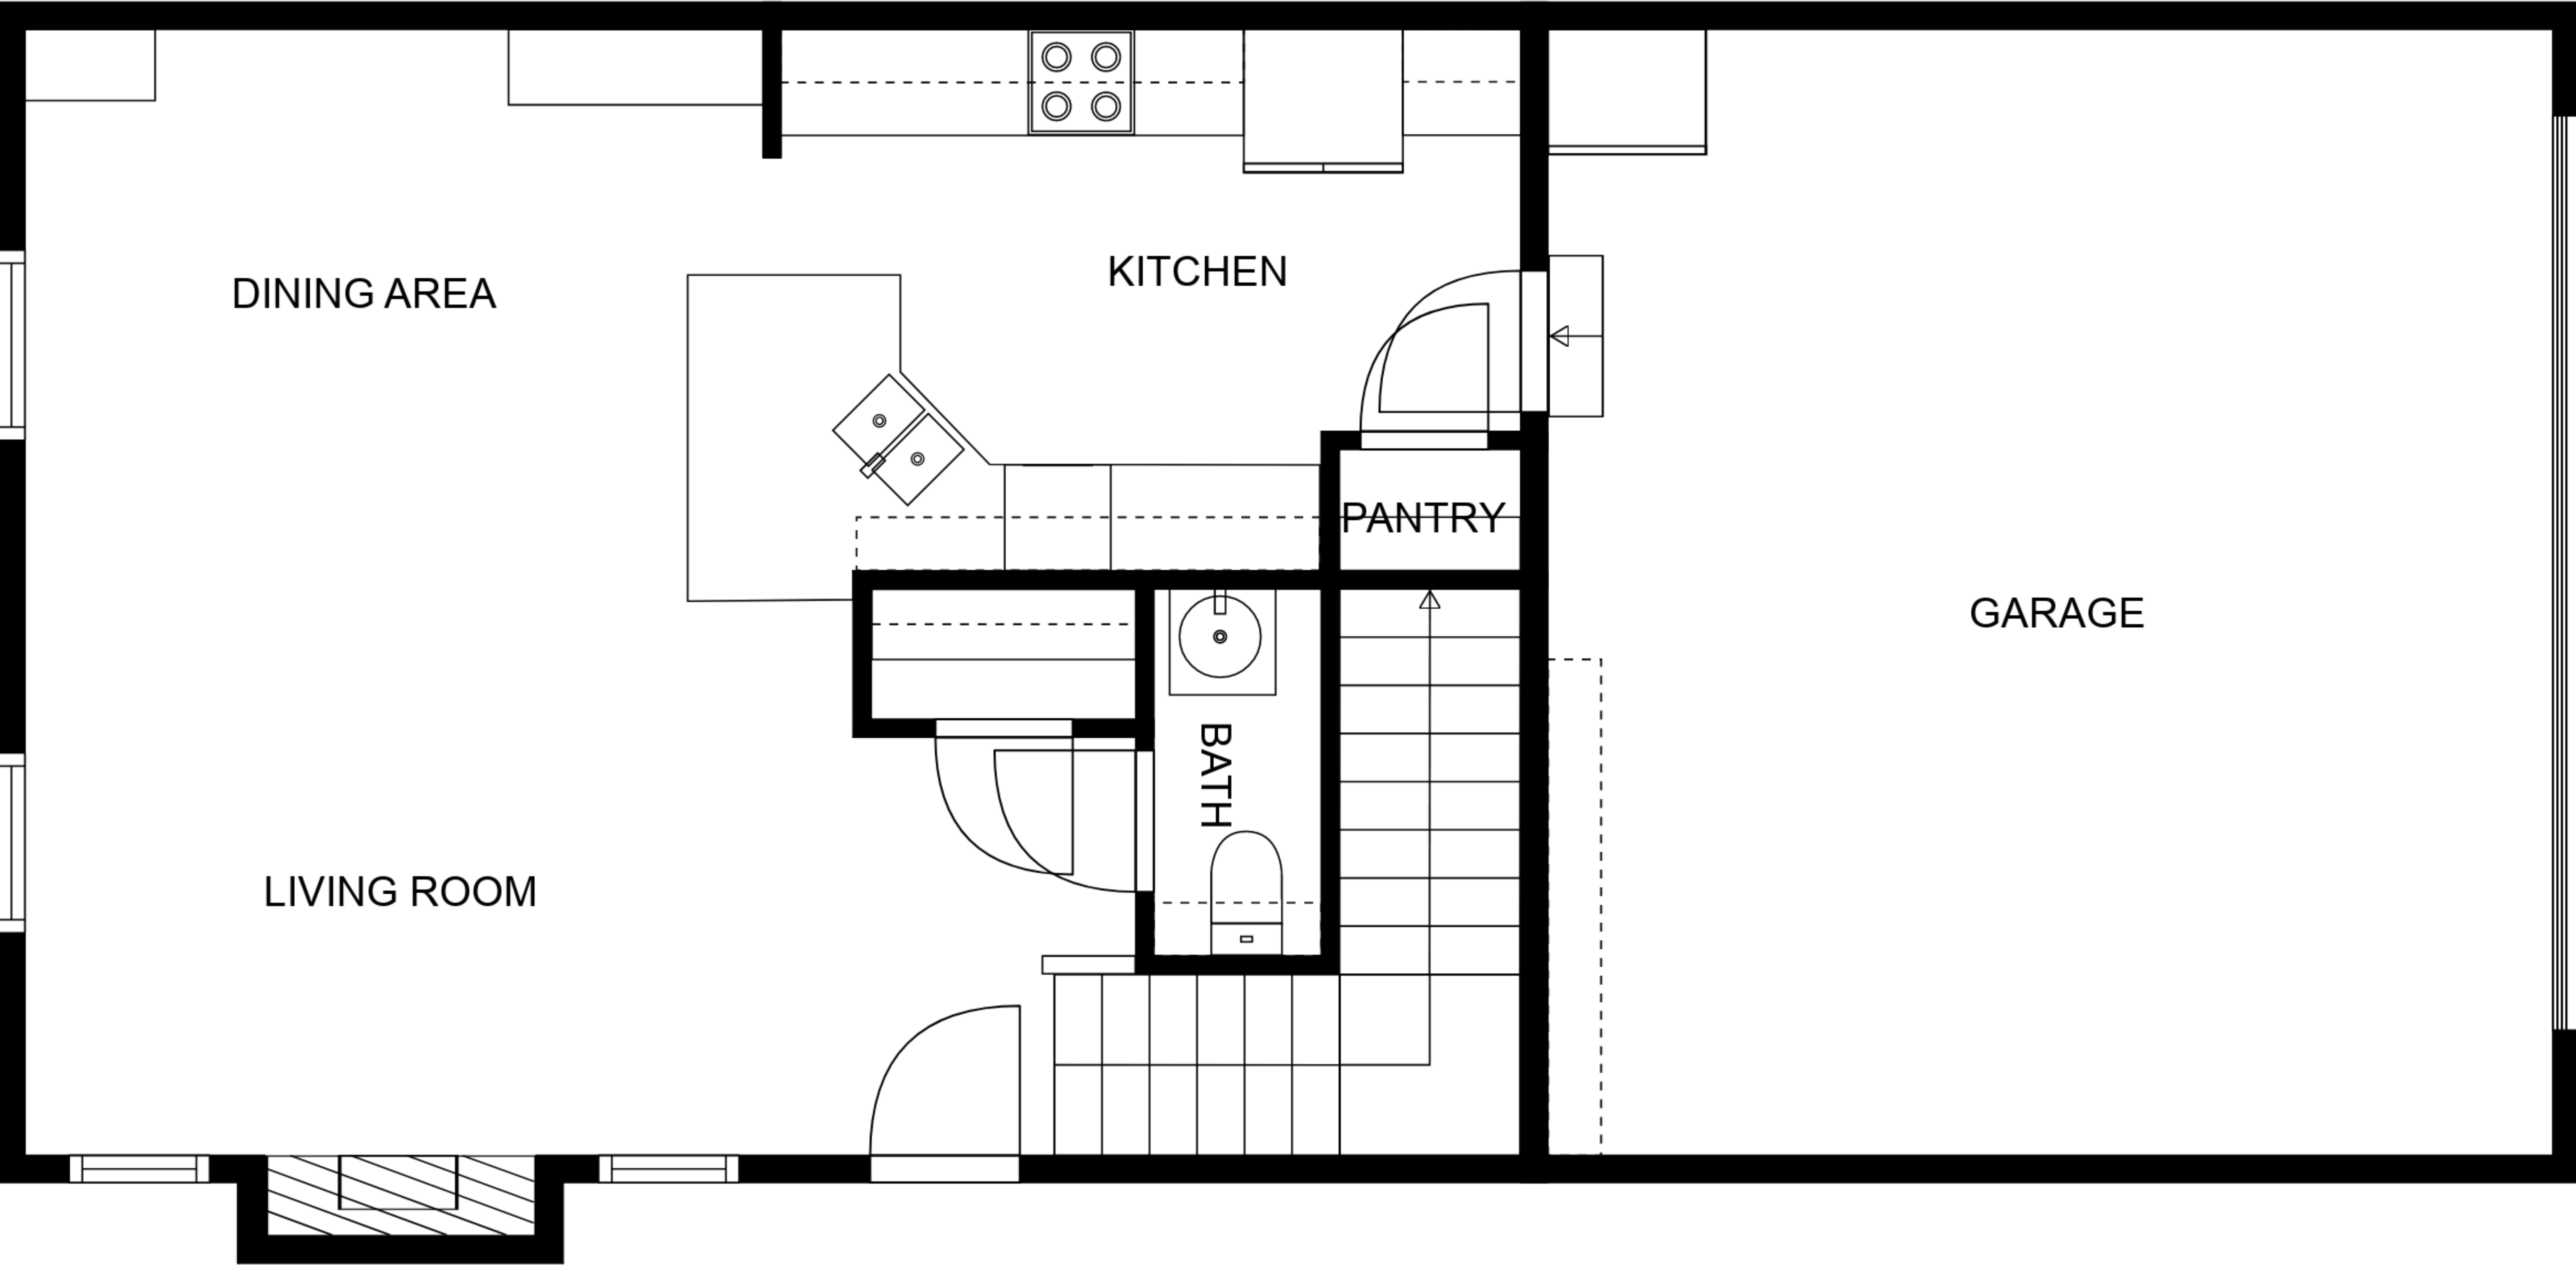 KITCHEN
DINING AREA
PANTRY
GARAGE
BATH
LIVING ROOM